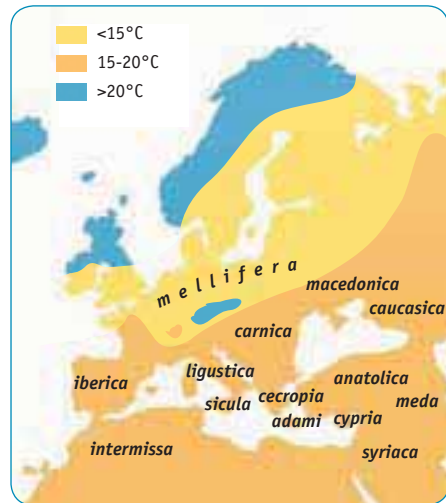 <15°C
15-20°C
>20°C
mellifera
macedonica
caucasica
carnica
ligustica
anatolica
iberica
cecropia
meda
sicula
adami
cypria
intermissa
syriaca